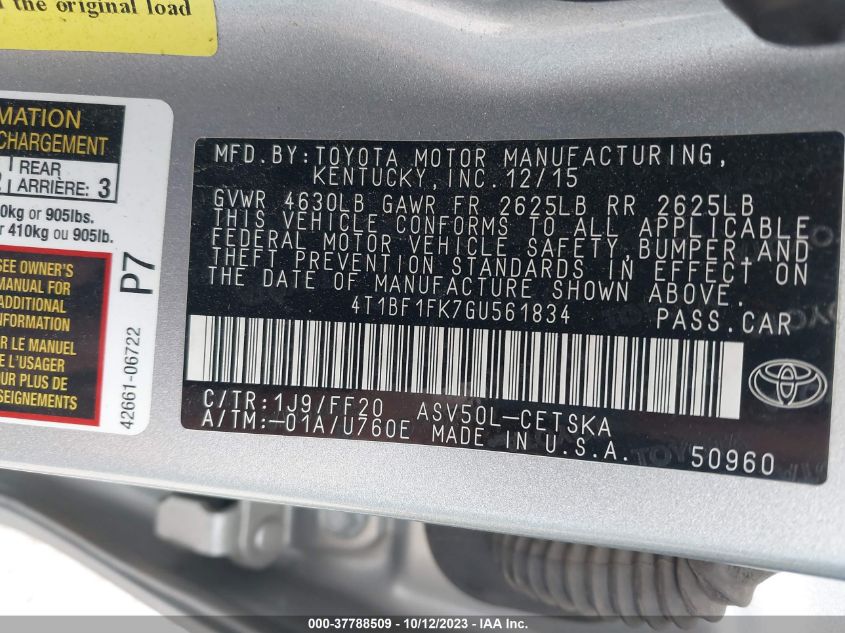 the original load
MATION
CHARGEMENT
REAR
ARRIÈRE: 3
0kg or 905lbs.
r 410kg ou 905lb.
SEE OWNER'S
MANUAL FOR
ADDITIONAL
INFORMATION
LE MANUEL
DE L'USAGER
POUR PLUS DE
RENSEIGNEMENTS
P7
42661-06722
MFD. BY: TOYOTA MOTOR MANUFACTURING,
KENTUCKY, INC. 12/15
GVWR 4630LB GAWR FR 2625LB RR 2625LB
THIS VEHICLE CONFORMS TO ALL APPLICABLE
FEDERAL MOTOR VEHICLE SAFETY, BUMPER, AND
THEFT PREVENTION STANDARDS IN EFFECT ON
THE DATE OF MANUFACTURE SHOWN ABOVE.
4T1BF1FK7GU561834 PASS. CAR
C/TR: 1J9/FF20 ASV50L-CETSKA
A/TM: -01A/U760E MADE IN U.S.A. 50960
TOYOTA
000-37788509 - 10/12/2023 - IAA Inc.